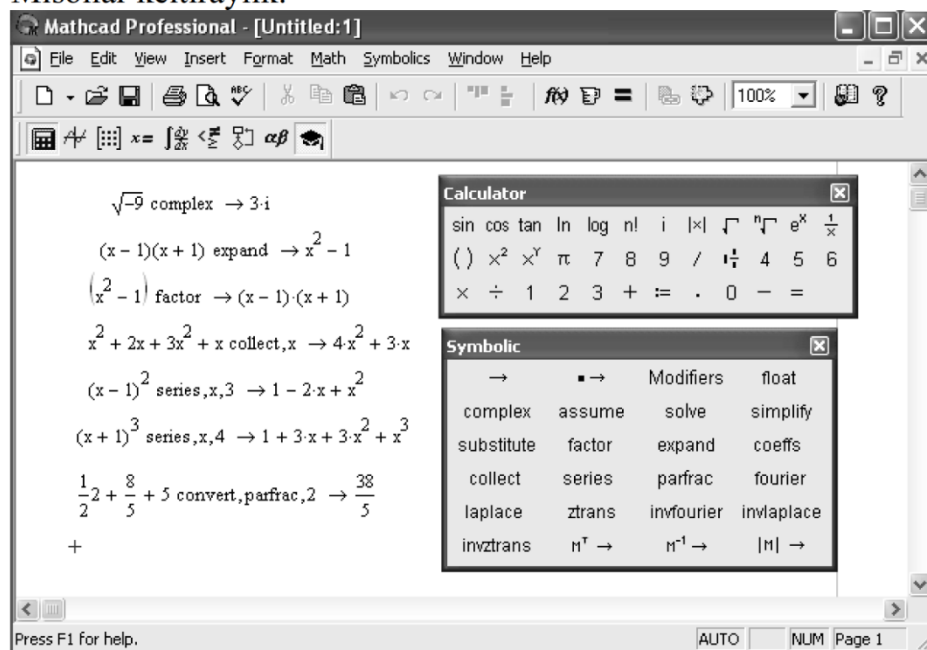 Misollar keltiraylik.
Mathcad Professional - [Untitled:1]
File Edit View Insert Format Math Symbolics Window Help
100%
√-9 complex → 3·i
(x − 1)(x + 1) expand → x² − 1
(x² − 1) factor → (x − 1)·(x + 1)
x² + 2x + 3x² + x collect,x → 4·x² + 3·x
(x − 1)² series,x,3 → 1 − 2·x + x²
(x + 1)³ series,x,4 → 1 + 3·x + 3·x² + x³
1/2 2 + 8/5 + 5 convert,parfrac,2 → 38/5
+
Calculator
sin cos tan ln log n! i |×| √ ⁿ√ eˣ 1/x
( ) ×² ×ʸ π 7 8 9 / 4 5 6
× ÷ 1 2 3 + := . 0 − =
Symbolic
→ ▪ → Modifiers float
complex assume solve simplify
substitute factor expand coeffs
collect series parfrac fourier
laplace ztrans invfourier invlaplace
invztrans Mᵀ → M⁻¹ → |M| →
Press F1 for help.
AUTO NUM Page 1